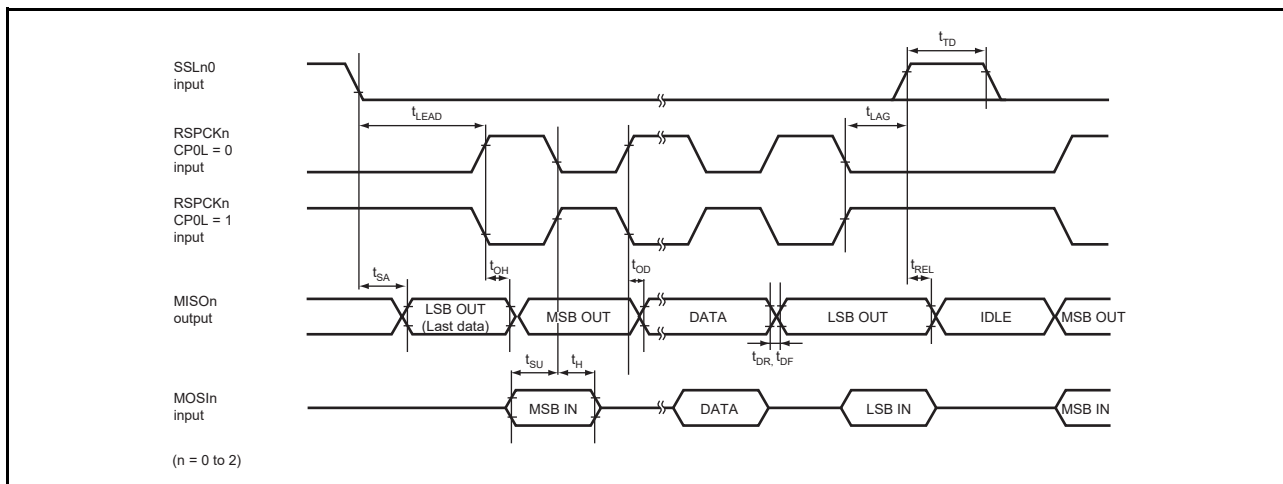 SSLn0
input
tTD
tLEAD
tLAG
RSPCKn
CP0L = 0
input
RSPCKn
CP0L = 1
input
tSA
tOH
tOD
tREL
MISOn
output
LSB OUT
(Last data)
MSB OUT
DATA
LSB OUT
IDLE
MSB OUT
tDR, tDF
tSU
tH
MOSIn
input
MSB IN
DATA
LSB IN
MSB IN
(n = 0 to 2)